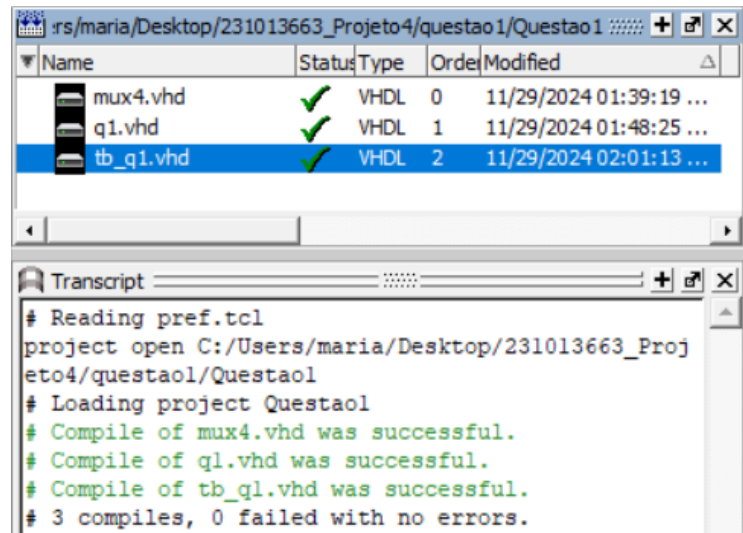 :rs/maria/Desktop/231013663_Projeto4/questao1/Questao1
Name Status Type Order Modified
mux4.vhd VHDL 0 11/29/2024 01:39:19 ...
q1.vhd VHDL 1 11/29/2024 01:48:25 ...
tb_q1.vhd VHDL 2 11/29/2024 02:01:13 ...
Transcript
# Reading pref.tcl
project open C:/Users/maria/Desktop/231013663_Proj
eto4/questao1/Questao1
# Loading project Questao1
# Compile of mux4.vhd was successful.
# Compile of q1.vhd was successful.
# Compile of tb_q1.vhd was successful.
# 3 compiles, 0 failed with no errors.